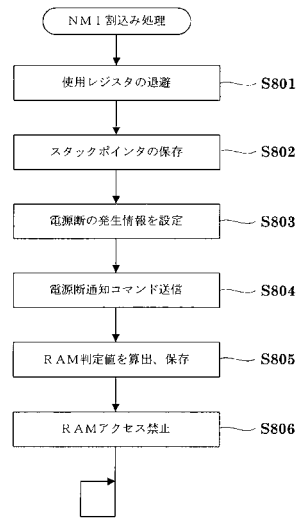 ＮＭＩ割込み処理
使用レジスタの退避
S801
スタックポインタの保存
S802
電源断の発生情報を設定
S803
電源断通知コマンド送信
S804
ＲＡＭ判定値を算出、保存
S805
ＲＡＭアクセス禁止
S806